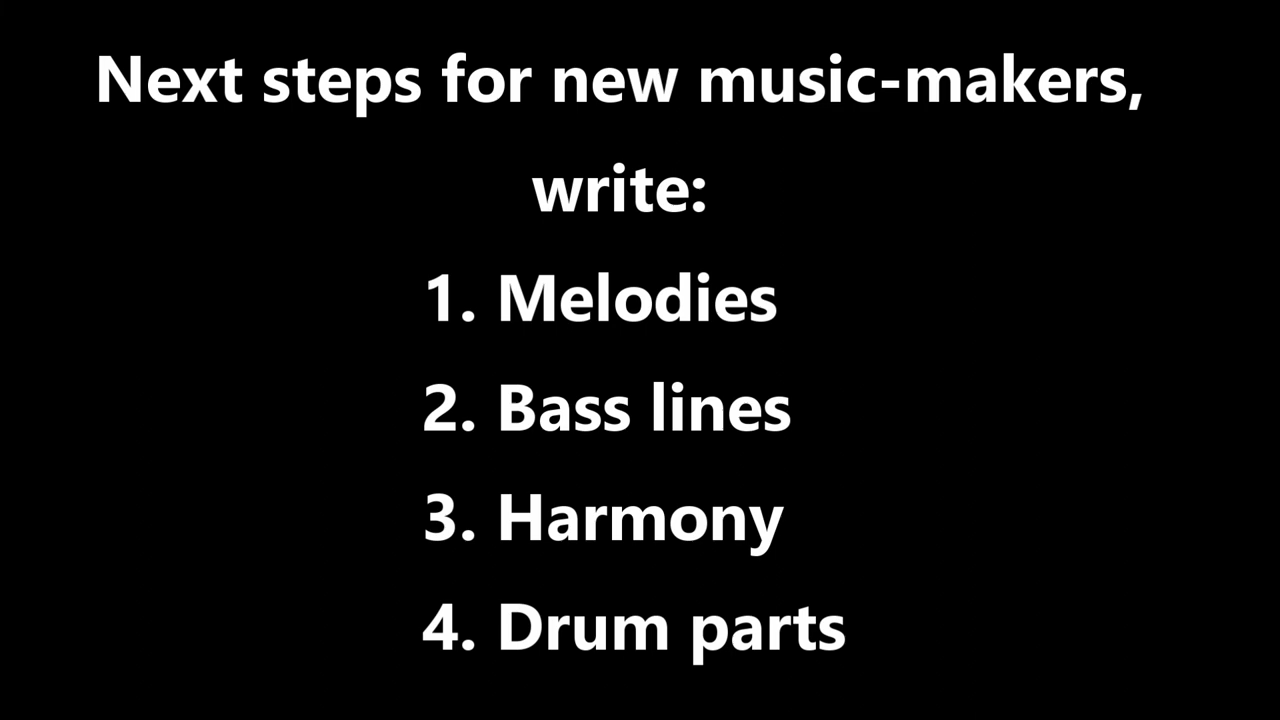 Next steps for new music-makers,
write:
1. Melodies
2. Bass lines
3. Harmony
4. Drum parts